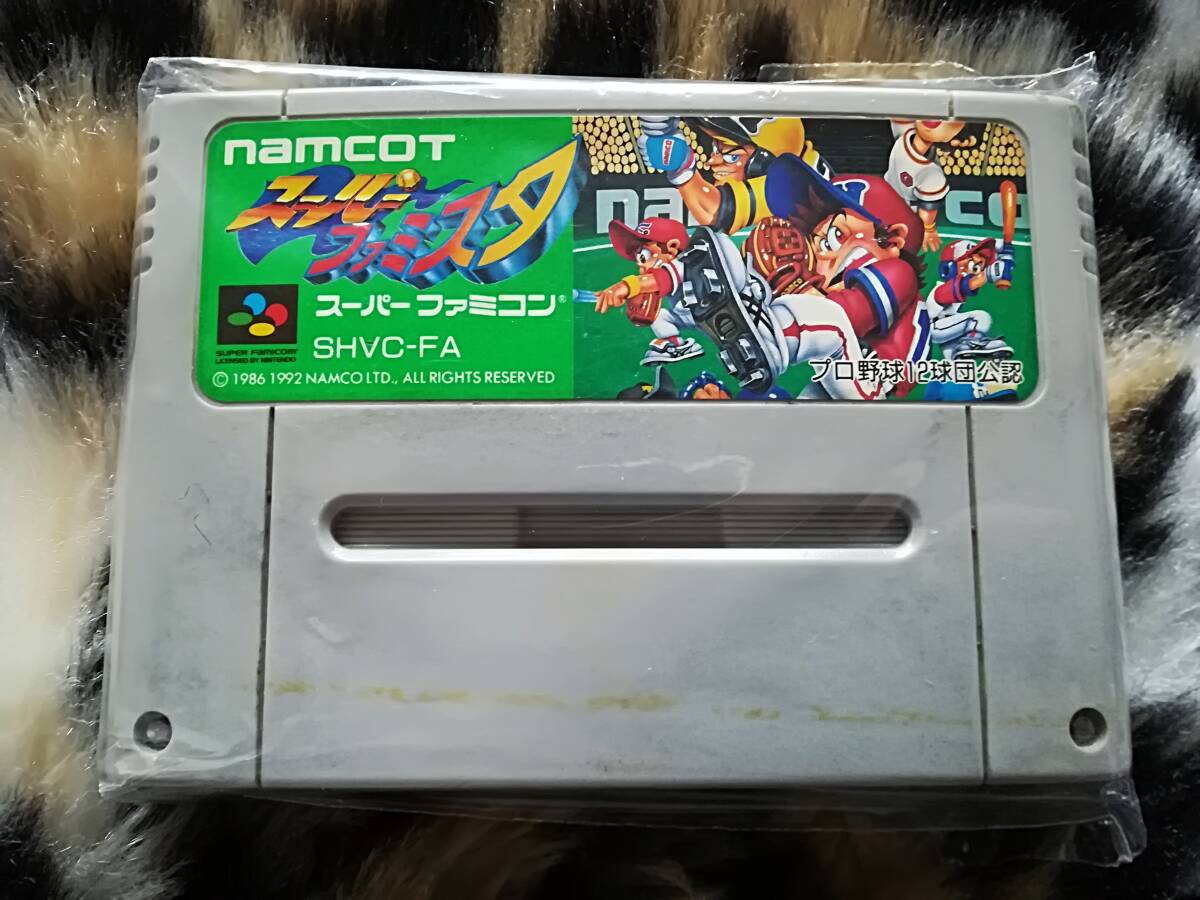 namcot
スーパー
ファミスタ
スーパーファミコン®
SUPER FAMICOM
LICENSED BY NINTENDO
SHVC-FA
© 1986 1992 NAMCO LTD., ALL RIGHTS RESERVED
namco
プロ野球12球団公認